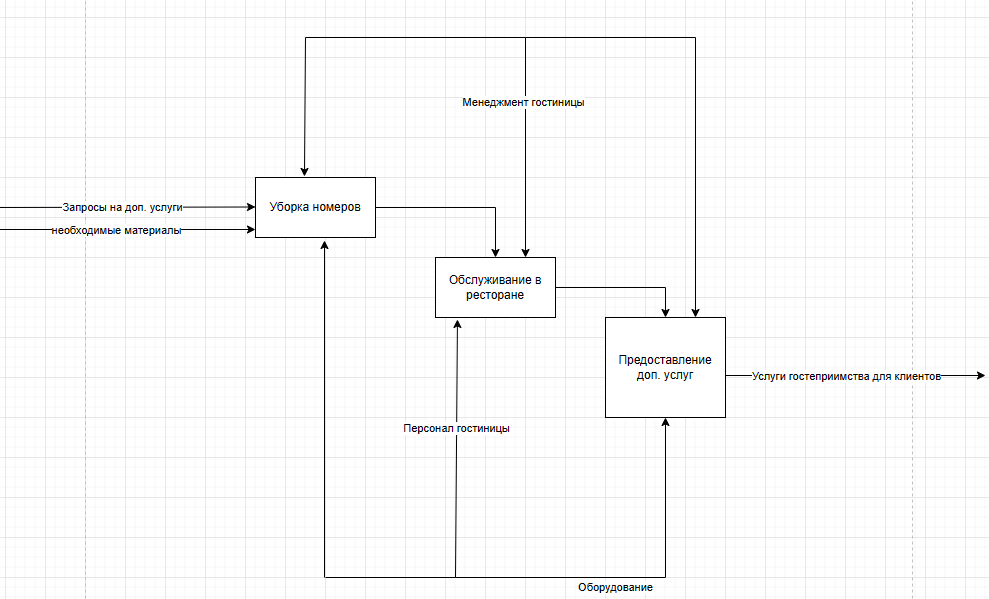 Менеджмент гостиницы
Запросы на доп. услуги
Уборка номеров
необходимые материалы
Обслуживание в
ресторане
Предоставление
доп. услуг
Услуги гостеприимства для клиентов
Персонал гостиницы
Оборудование